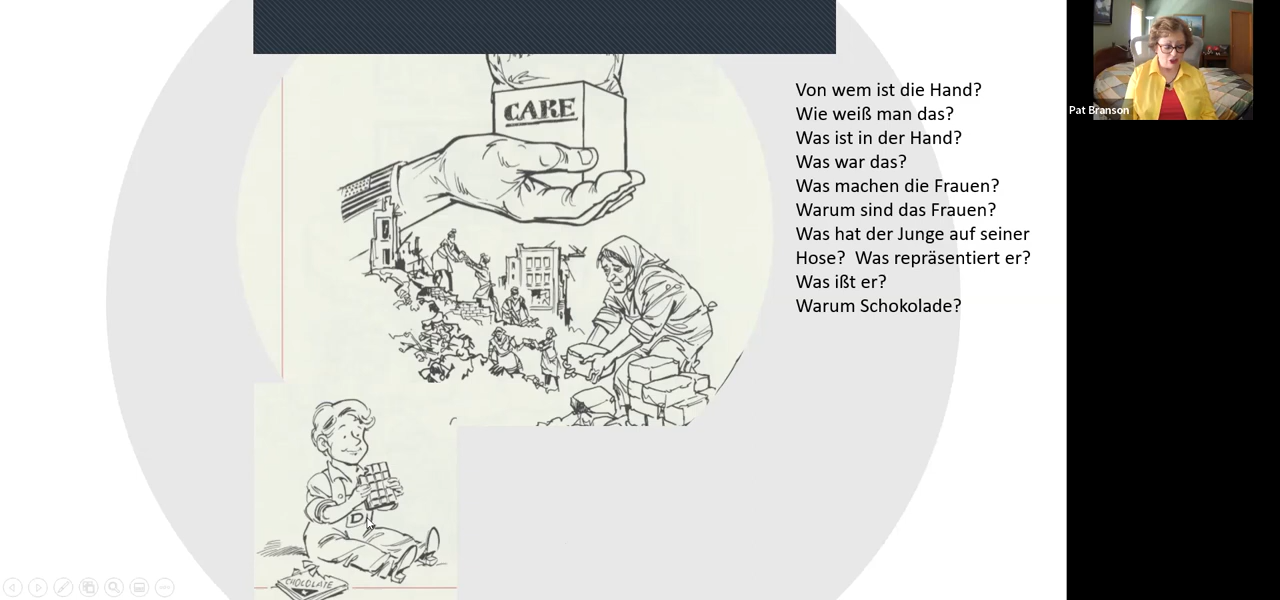 CARE
Von wem ist die Hand?
Wie weiß man das?
Was ist in der Hand?
Was war das?
Was machen die Frauen?
Warum sind das Frauen?
Was hat der Junge auf seiner
Hose?  Was repräsentiert er?
Was ißt er?
Warum Schokolade?
D
CHOCOLATE
Pat Branson